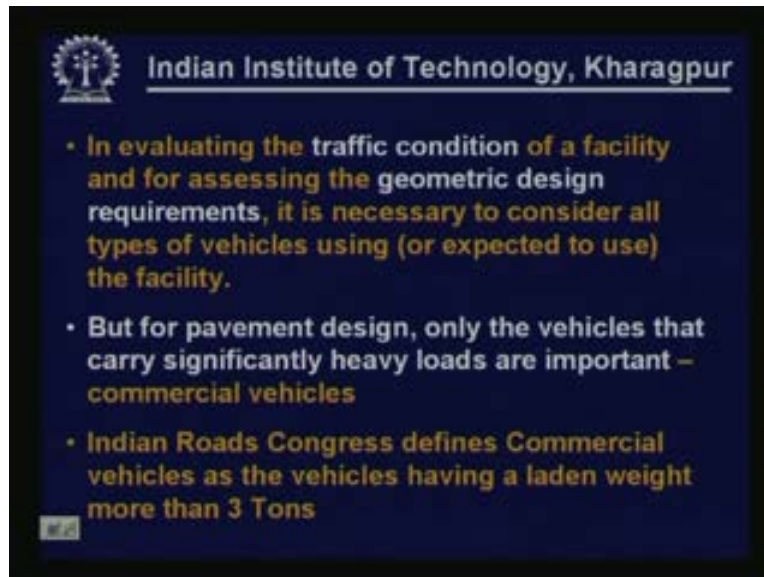 Indian Institute of Technology, Kharagpur
• In evaluating the traffic condition of a facility
and for assessing the geometric design
requirements, it is necessary to consider all
types of vehicles using (or expected to use)
the facility.
• But for pavement design, only the vehicles that
carry significantly heavy loads are important –
commercial vehicles
• Indian Roads Congress defines Commercial
vehicles as the vehicles having a laden weight
more than 3 Tons